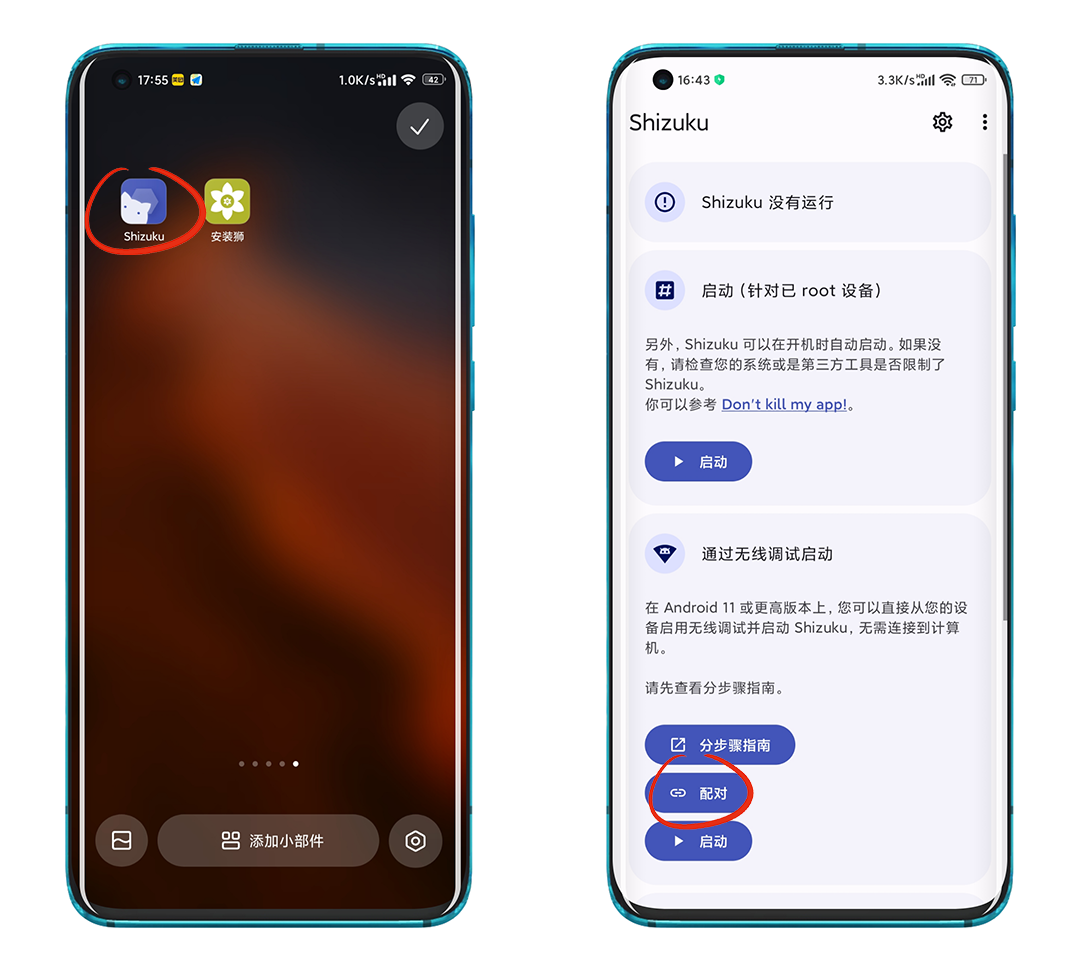 17:55
1.0K/s
HD
42
Shizuku
安装狮
添加小部件
16:43
3.3K/s
HD
71
Shizuku
Shizuku 没有运行
启动（针对已 root 设备）
另外，Shizuku 可以在开机时自动启动。如果没
有，请检查您的系统或是第三方工具是否限制了
Shizuku。
你可以参考 Don't kill my app!。
启动
通过无线调试启动
在 Android 11 或更高版本上，您可以直接从您的设
备启用无线调试并启动 Shizuku，无需连接到计算
机。
请先查看分步骤指南。
分步骤指南
配对
启动